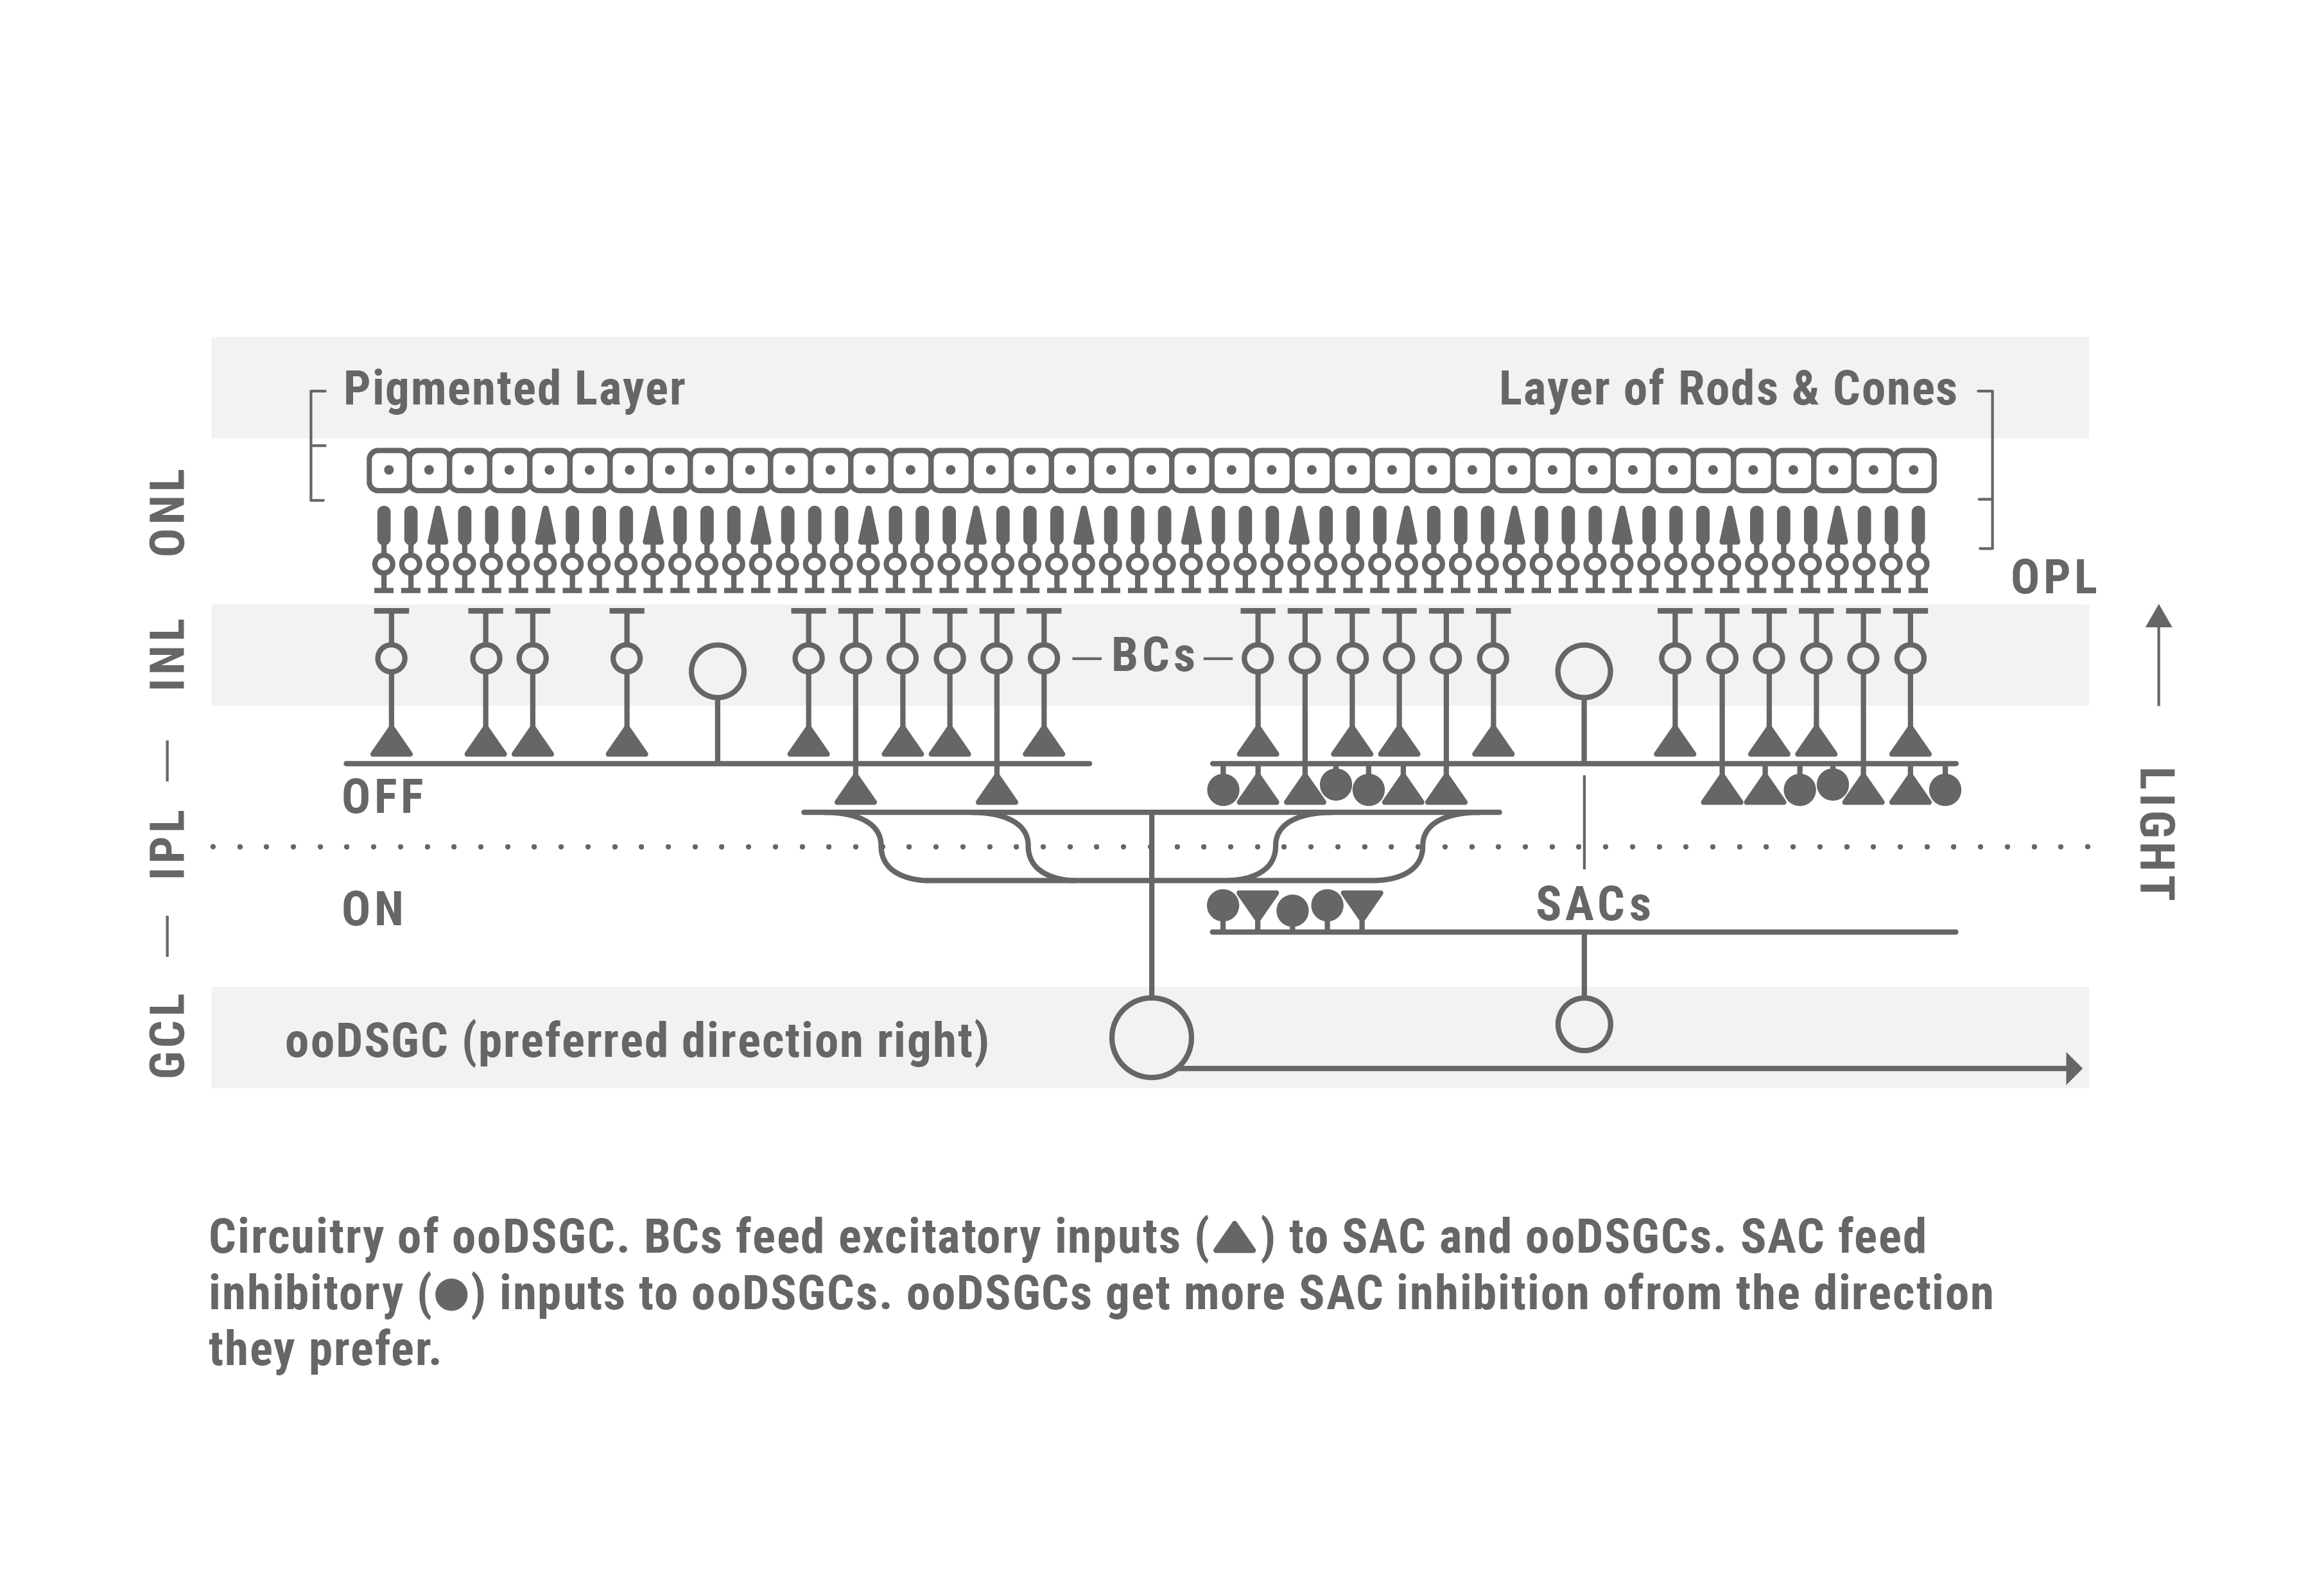 Pigmented Layer
Layer of Rods & Cones
ONL
OPL
INL
BCs
LIGHT
OFF
IPL
ON
SACs
GCL
ooDSGC (preferred direction right)
Circuitry of ooDSGC. BCs feed excitatory inputs (▲) to SAC and ooDSGCs. SAC feed
inhibitory (●) inputs to ooDSGCs. ooDSGCs get more SAC inhibition ofrom the direction
they prefer.